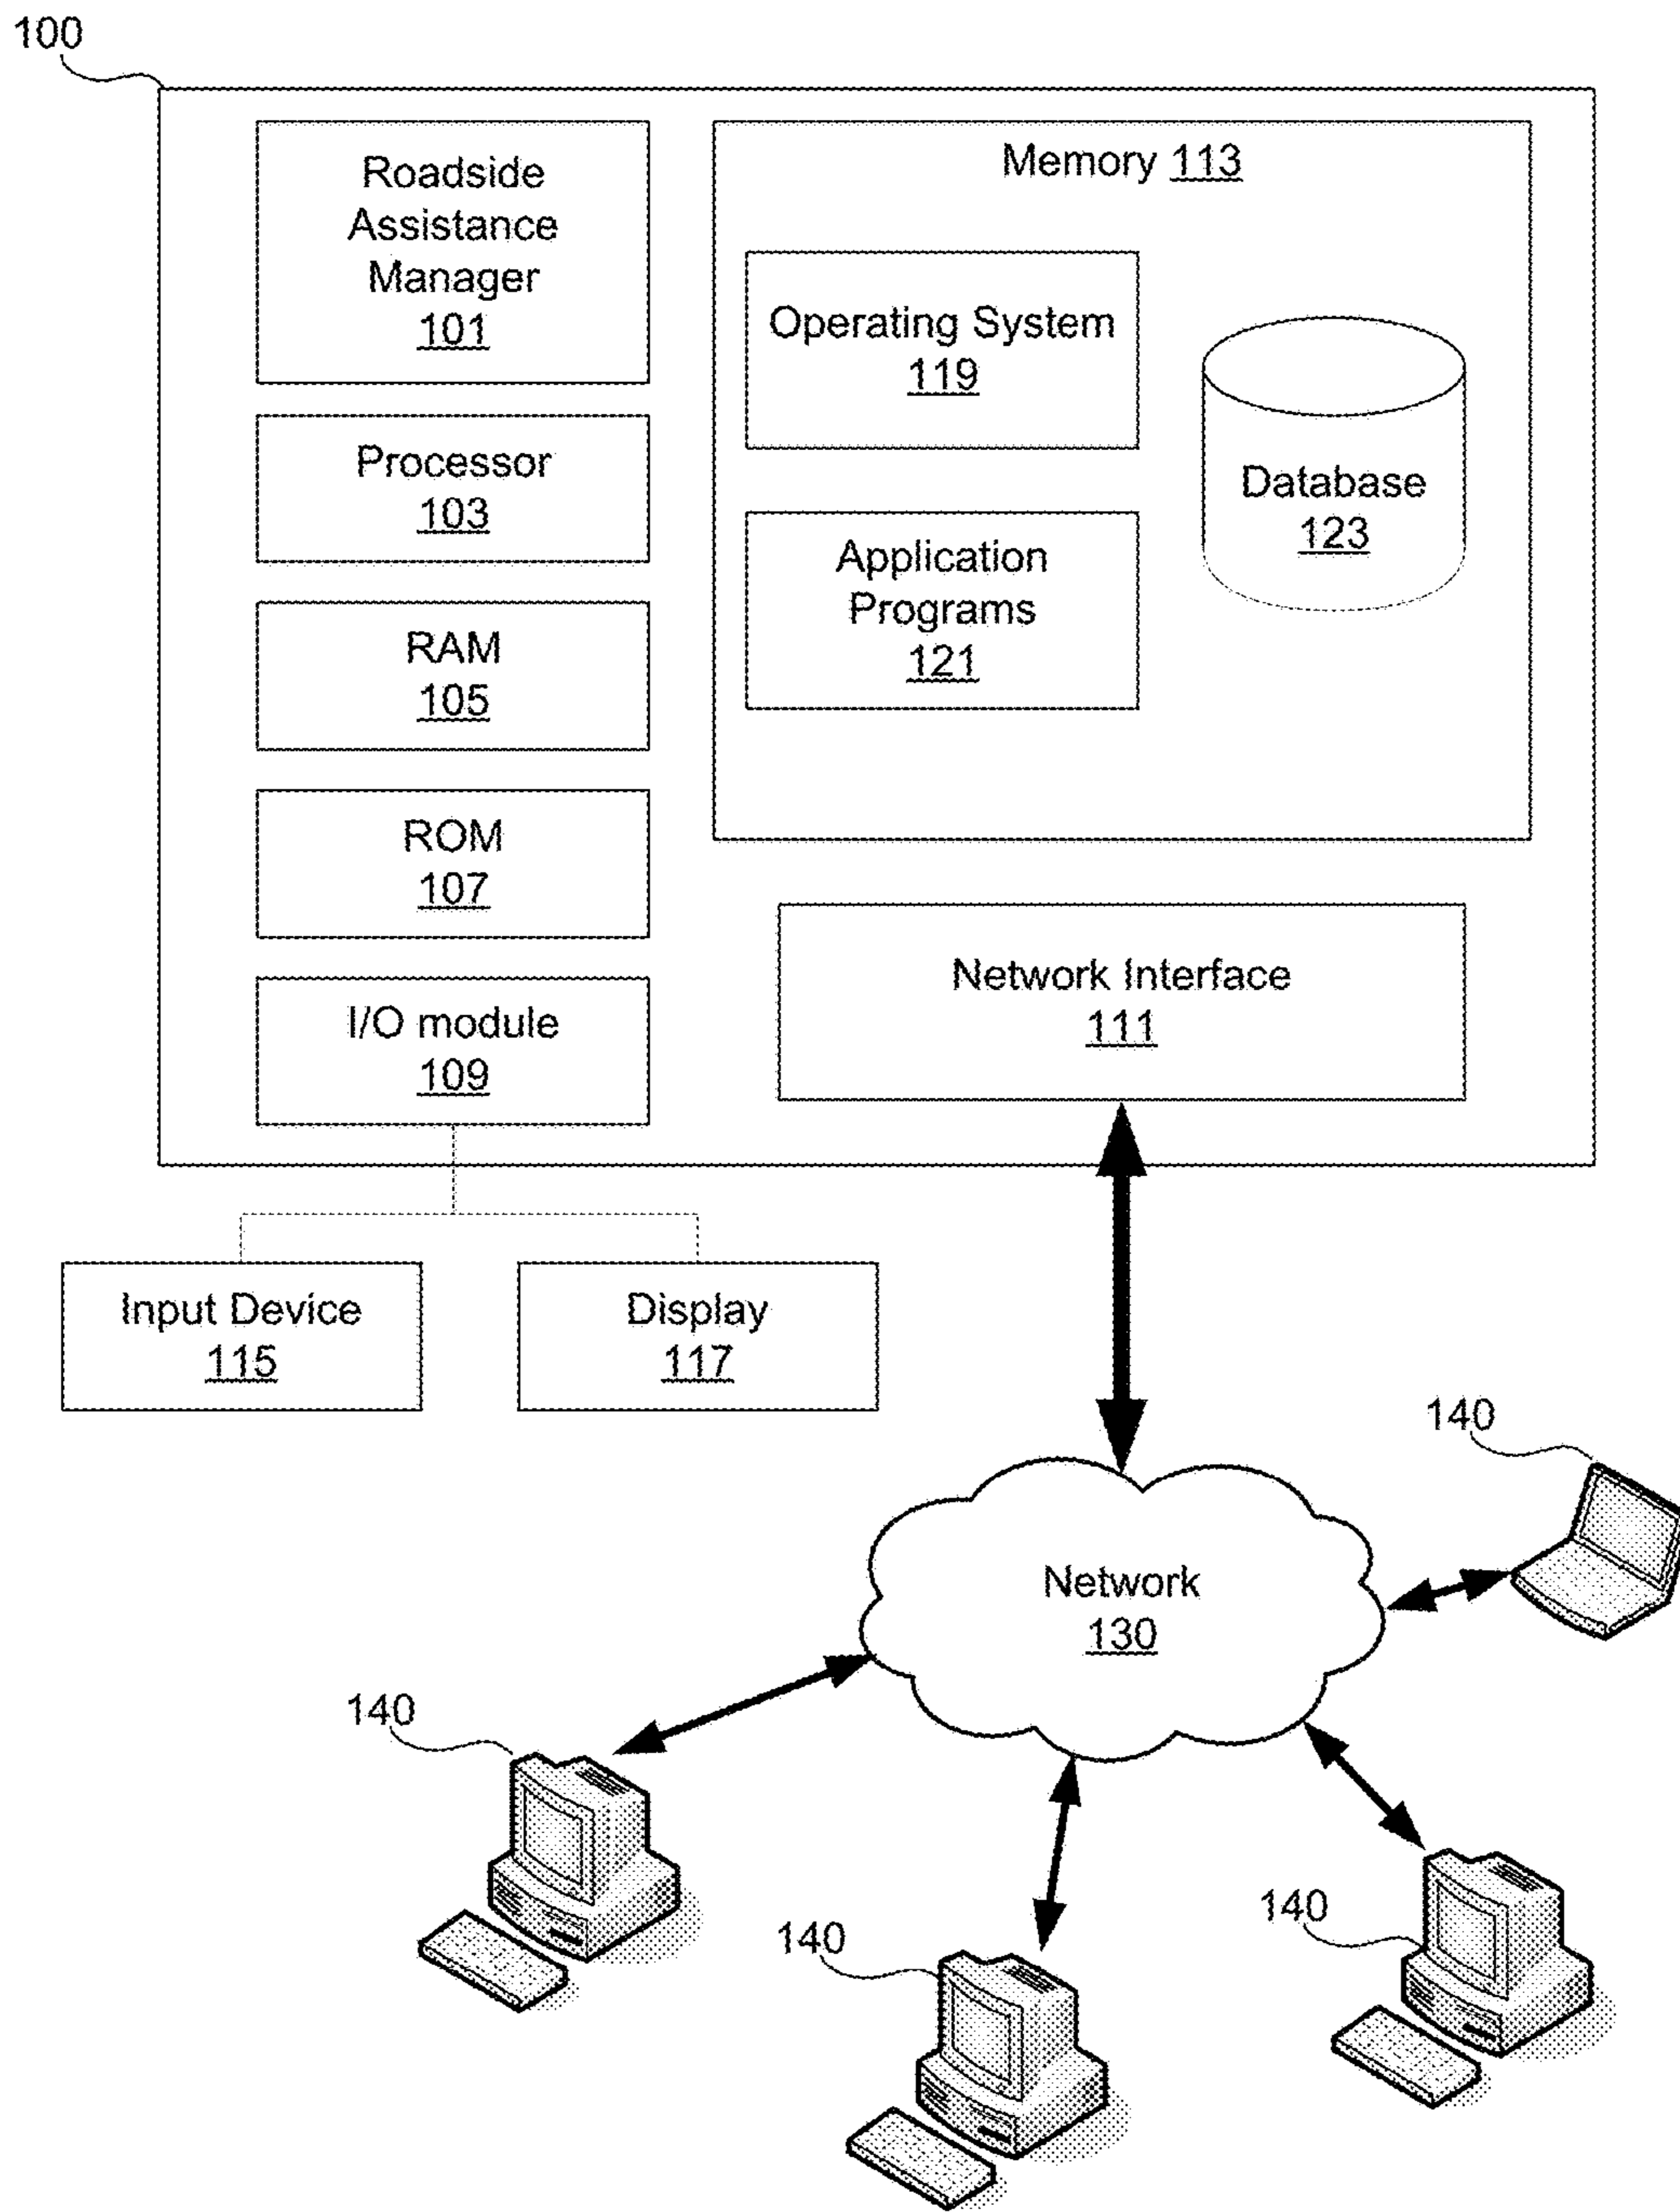 100
Roadside
Assistance
Manager
101
Processor
103
RAM
105
ROM
107
I/O module
109
Memory 113
Operating System
119
Application
Programs
121
Database
123
Network Interface
111
Input Device
115
Display
117
Network
130
140
140
140
140